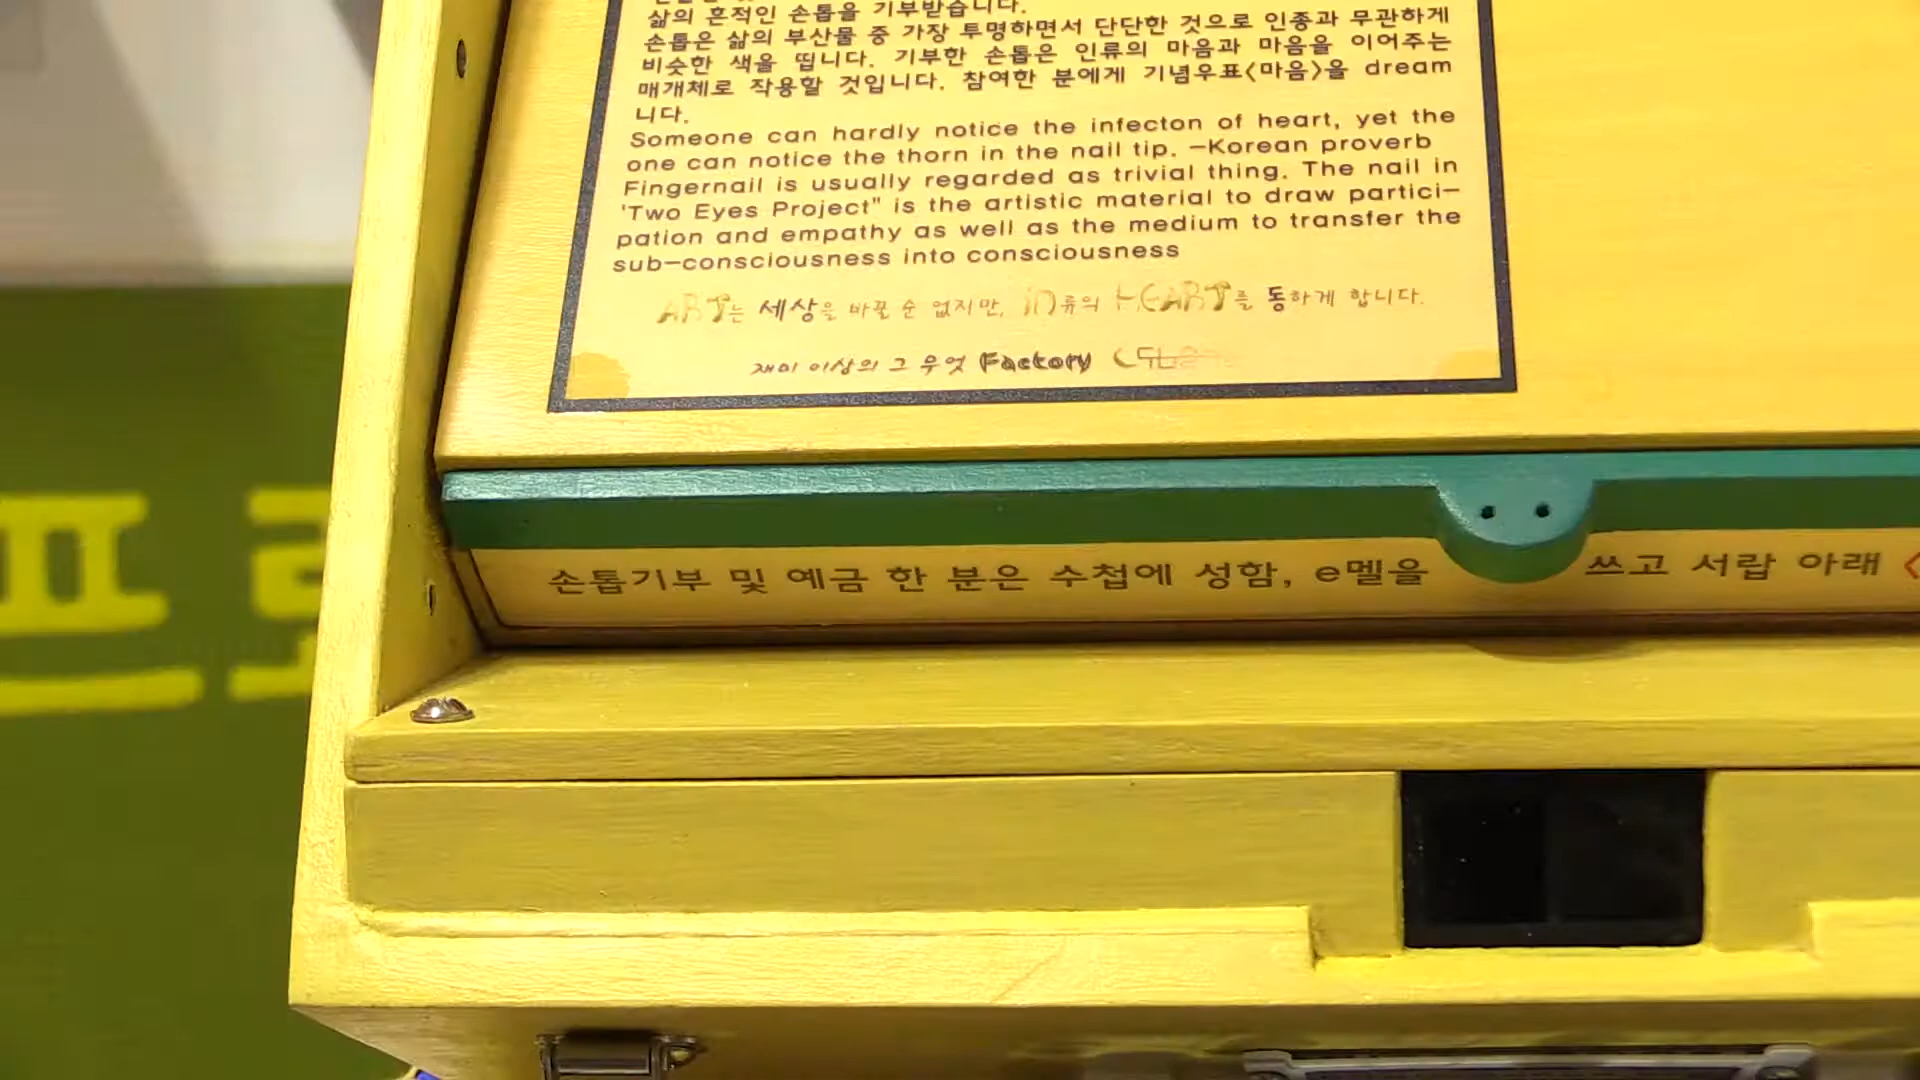 삶의 흔적인 손톱을 기부받습니다.
손톱은 삶의 부산물 중 가장 투명하면서 단단한 것으로 인종과 무관하게
비슷한 색을 띕니다. 기부한 손톱은 인류의 마음과 마음을 이어주는
매개체로 작용할 것입니다. 참여한 분에게 기념우표<마음>을 dream
니다.
Someone can hardly notice the infecton of heart, yet the
one can notice the thorn in the nail tip. -Korean proverb
Fingernail is usually regarded as trivial thing. The nail in
'Two Eyes Project" is the artistic material to draw partici-
pation and empathy as well as the medium to transfer the
sub-consciousness into consciousness
ART는 세상을 바꿀 순 없지만, 人류의 HEART를 동하게 합니다.
재미 이상의 그 무엇 Factory
손톱기부 및 예금 한 분은 수첩에 성함, e멜을 쓰고 서랍 아래 <
프로